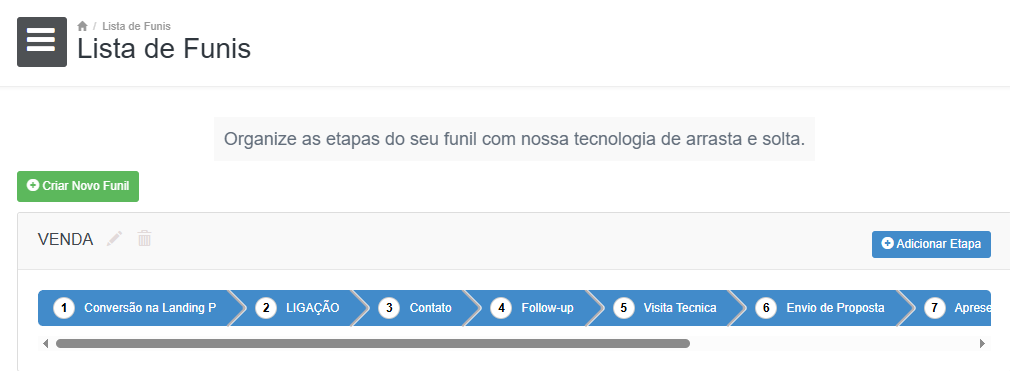 / Lista de Funis
Lista de Funis
Organize as etapas do seu funil com nossa tecnologia de arrasta e solta.
Criar Novo Funil
VENDA
Adicionar Etapa
1 Conversão na Landing P 2 LIGAÇÃO 3 Contato 4 Follow-up 5 Visita Tecnica 6 Envio de Proposta 7 Aprese